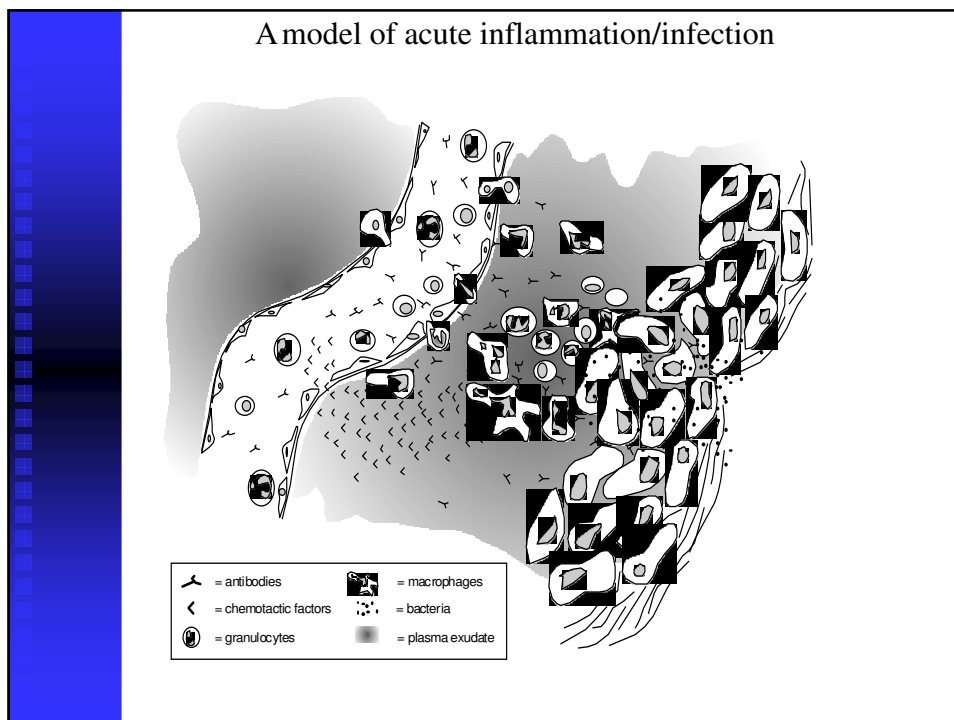 A model of acute inflammation/infection
= antibodies
= macrophages
= chemotactic factors
= bacteria
= granulocytes
= plasma exudate